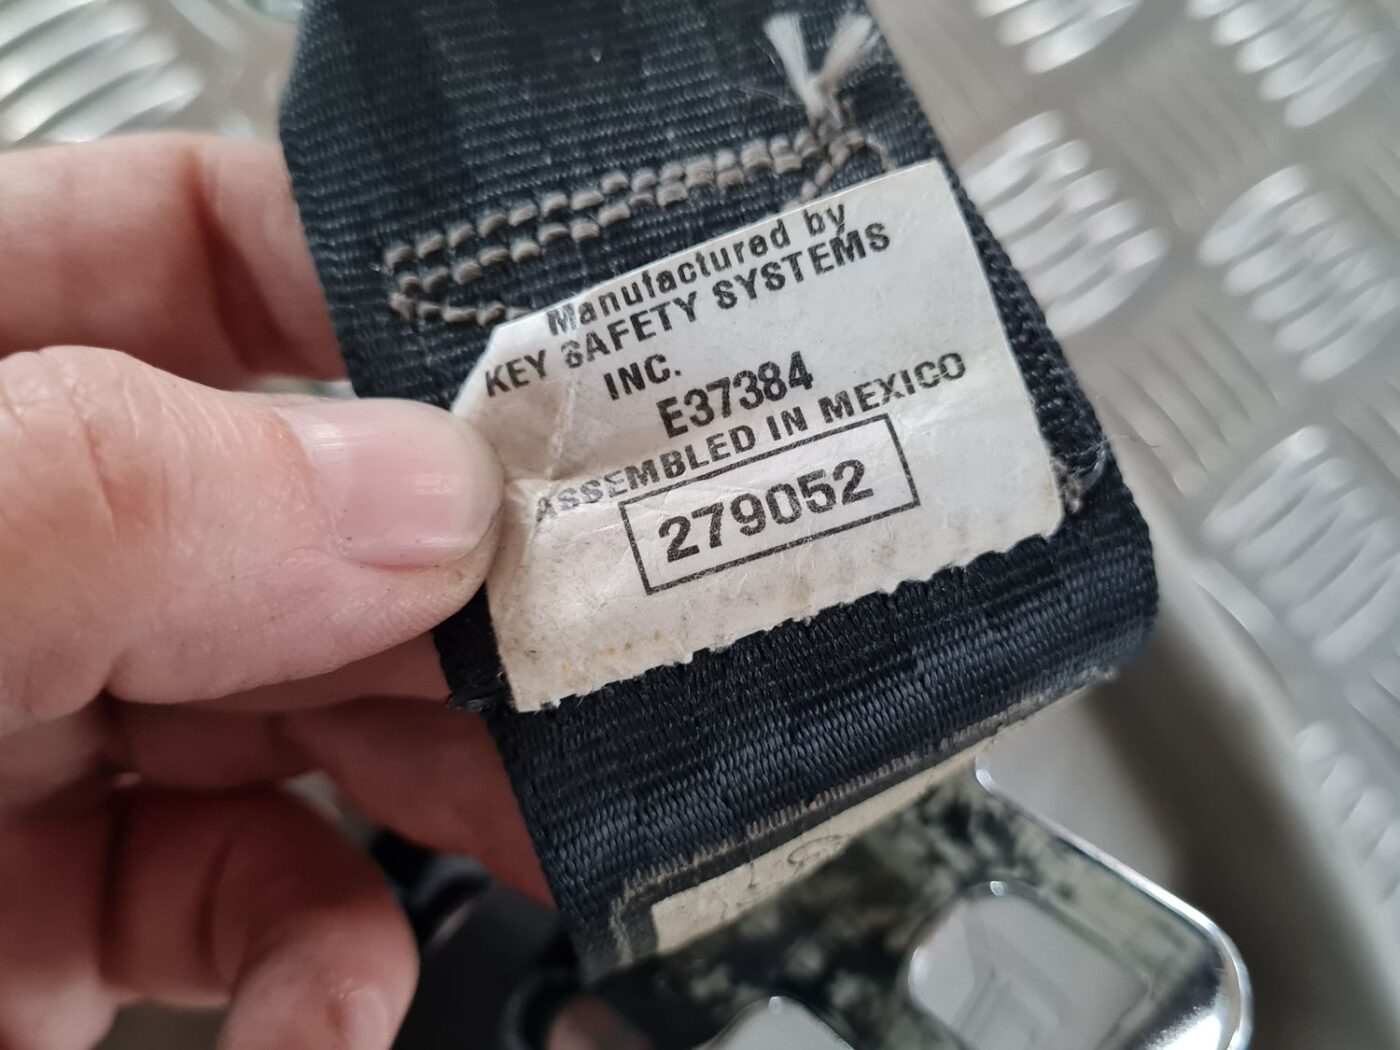 Manufactured by
KEY SAFETY SYSTEMS
INC.
E37384
ASSEMBLED IN MEXICO
279052